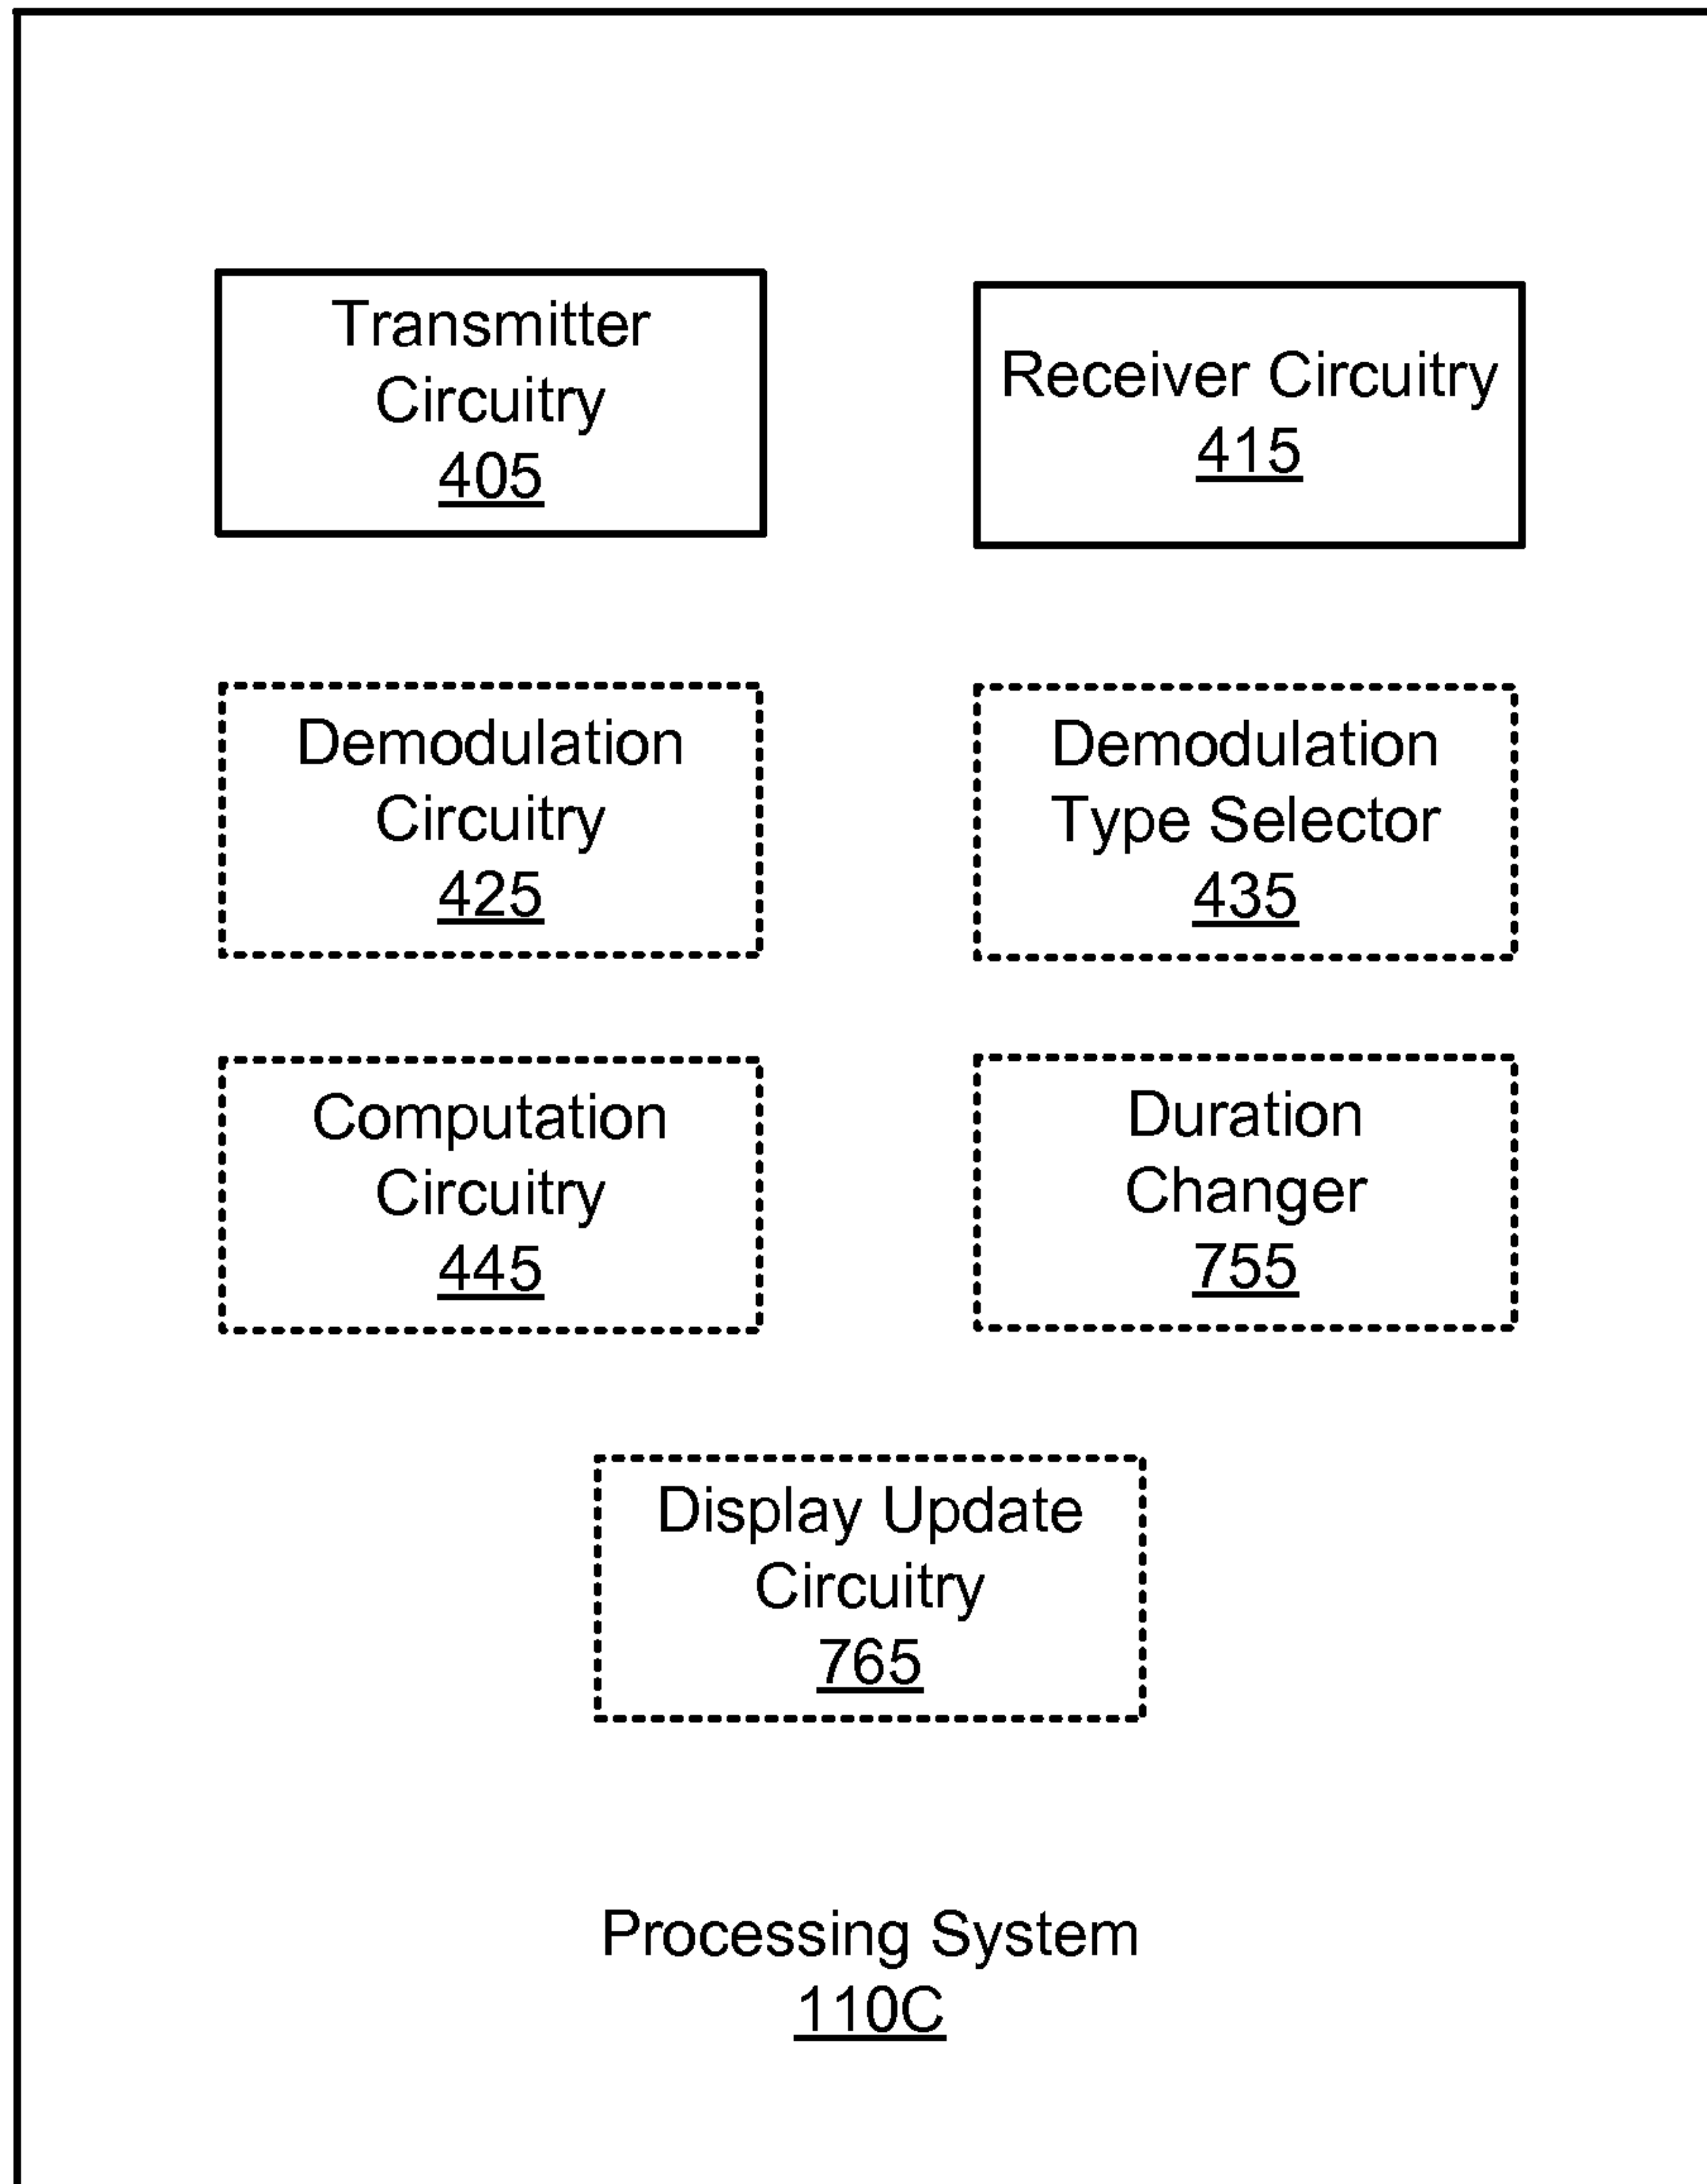 Transmitter
Circuitry
405
Receiver Circuitry
415
Demodulation
Circuitry
425
Demodulation
Type Selector
435
Computation
Circuitry
445
Duration
Changer
755
Display Update
Circuitry
765
Processing System
110C